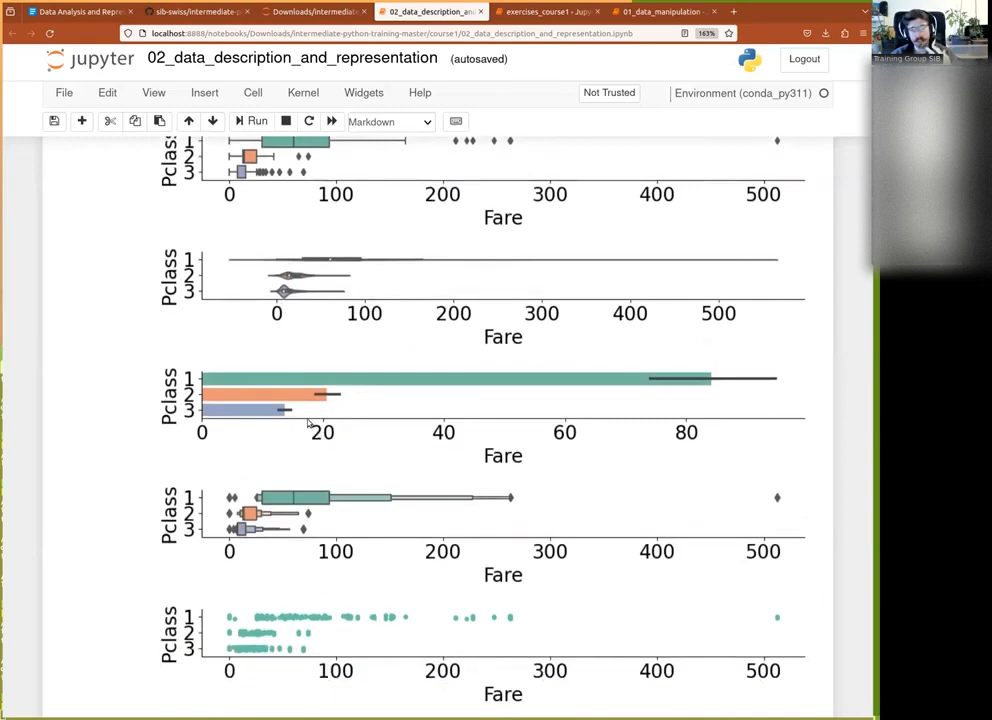 Data Analysis and Repre
sib-swiss/intermediate-p
Downloads/intermediate
02_data_description_an
exercises_course1 - Jupy
01_data_manipulation -
localhost:8888/notebooks/Downloads/intermediate-python-training-master/course1/02_data_description_and_representation.ipynb
163%
Training Group SIB
jupyter 02_data_description_and_representation (autosaved)
Logout
File Edit View Insert Cell Kernel Widgets Help
Not Trusted
Environment (conda_py311)
Run
Markdown
Pclass
1
2
3
0 100 200 300 400 500
Fare
Pclass
1
2
3
0 100 200 300 400 500
Fare
Pclass
1
2
3
0 20 40 60 80
Fare
Pclass
1
2
3
0 100 200 300 400 500
Fare
Pclass
1
2
3
0 100 200 300 400 500
Fare